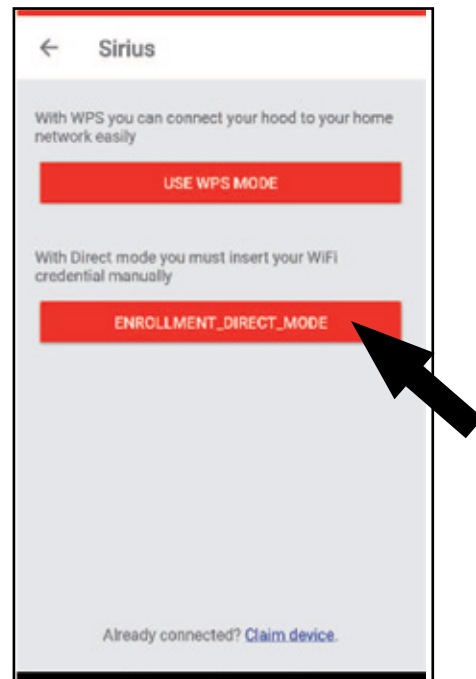 Sirius
With WPS you can connect your hood to your home
network easily
USE WPS MODE
With Direct mode you must insert your WiFi
credential manually
ENROLLMENT_DIRECT_MODE
Already connected? Claim device.